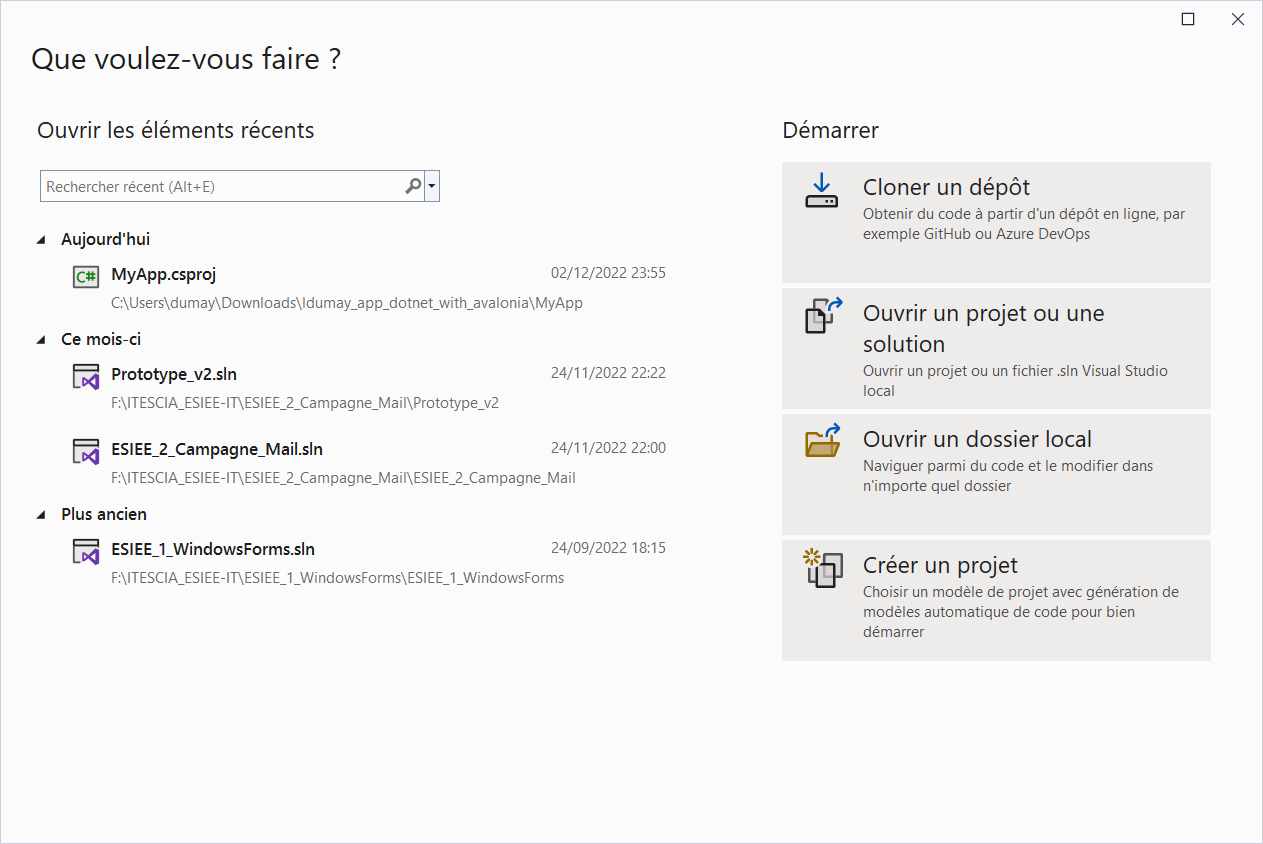 Que voulez-vous faire ?
Ouvrir les éléments récents
Rechercher récent (Alt+E)
Aujourd'hui
C#
MyApp.csproj
02/12/2022 23:55
C:\Users\dumay\Downloads\ldumay_app_dotnet_with_avalonia\MyApp
Ce mois-ci
Prototype_v2.sln
24/11/2022 22:22
F:\ITESCIA_ESIEE-IT\ESIEE_2_Campagne_Mail\Prototype_v2
ESIEE_2_Campagne_Mail.sln
24/11/2022 22:00
F:\ITESCIA_ESIEE-IT\ESIEE_2_Campagne_Mail\ESIEE_2_Campagne_Mail
Plus ancien
ESIEE_1_WindowsForms.sln
24/09/2022 18:15
F:\ITESCIA_ESIEE-IT\ESIEE_1_WindowsForms\ESIEE_1_WindowsForms
Démarrer
Cloner un dépôt
Obtenir du code à partir d'un dépôt en ligne, par
exemple GitHub ou Azure DevOps
Ouvrir un projet ou une
solution
Ouvrir un projet ou un fichier .sln Visual Studio
local
Ouvrir un dossier local
Naviguer parmi du code et le modifier dans
n'importe quel dossier
Créer un projet
Choisir un modèle de projet avec génération de
modèles automatique de code pour bien
démarrer